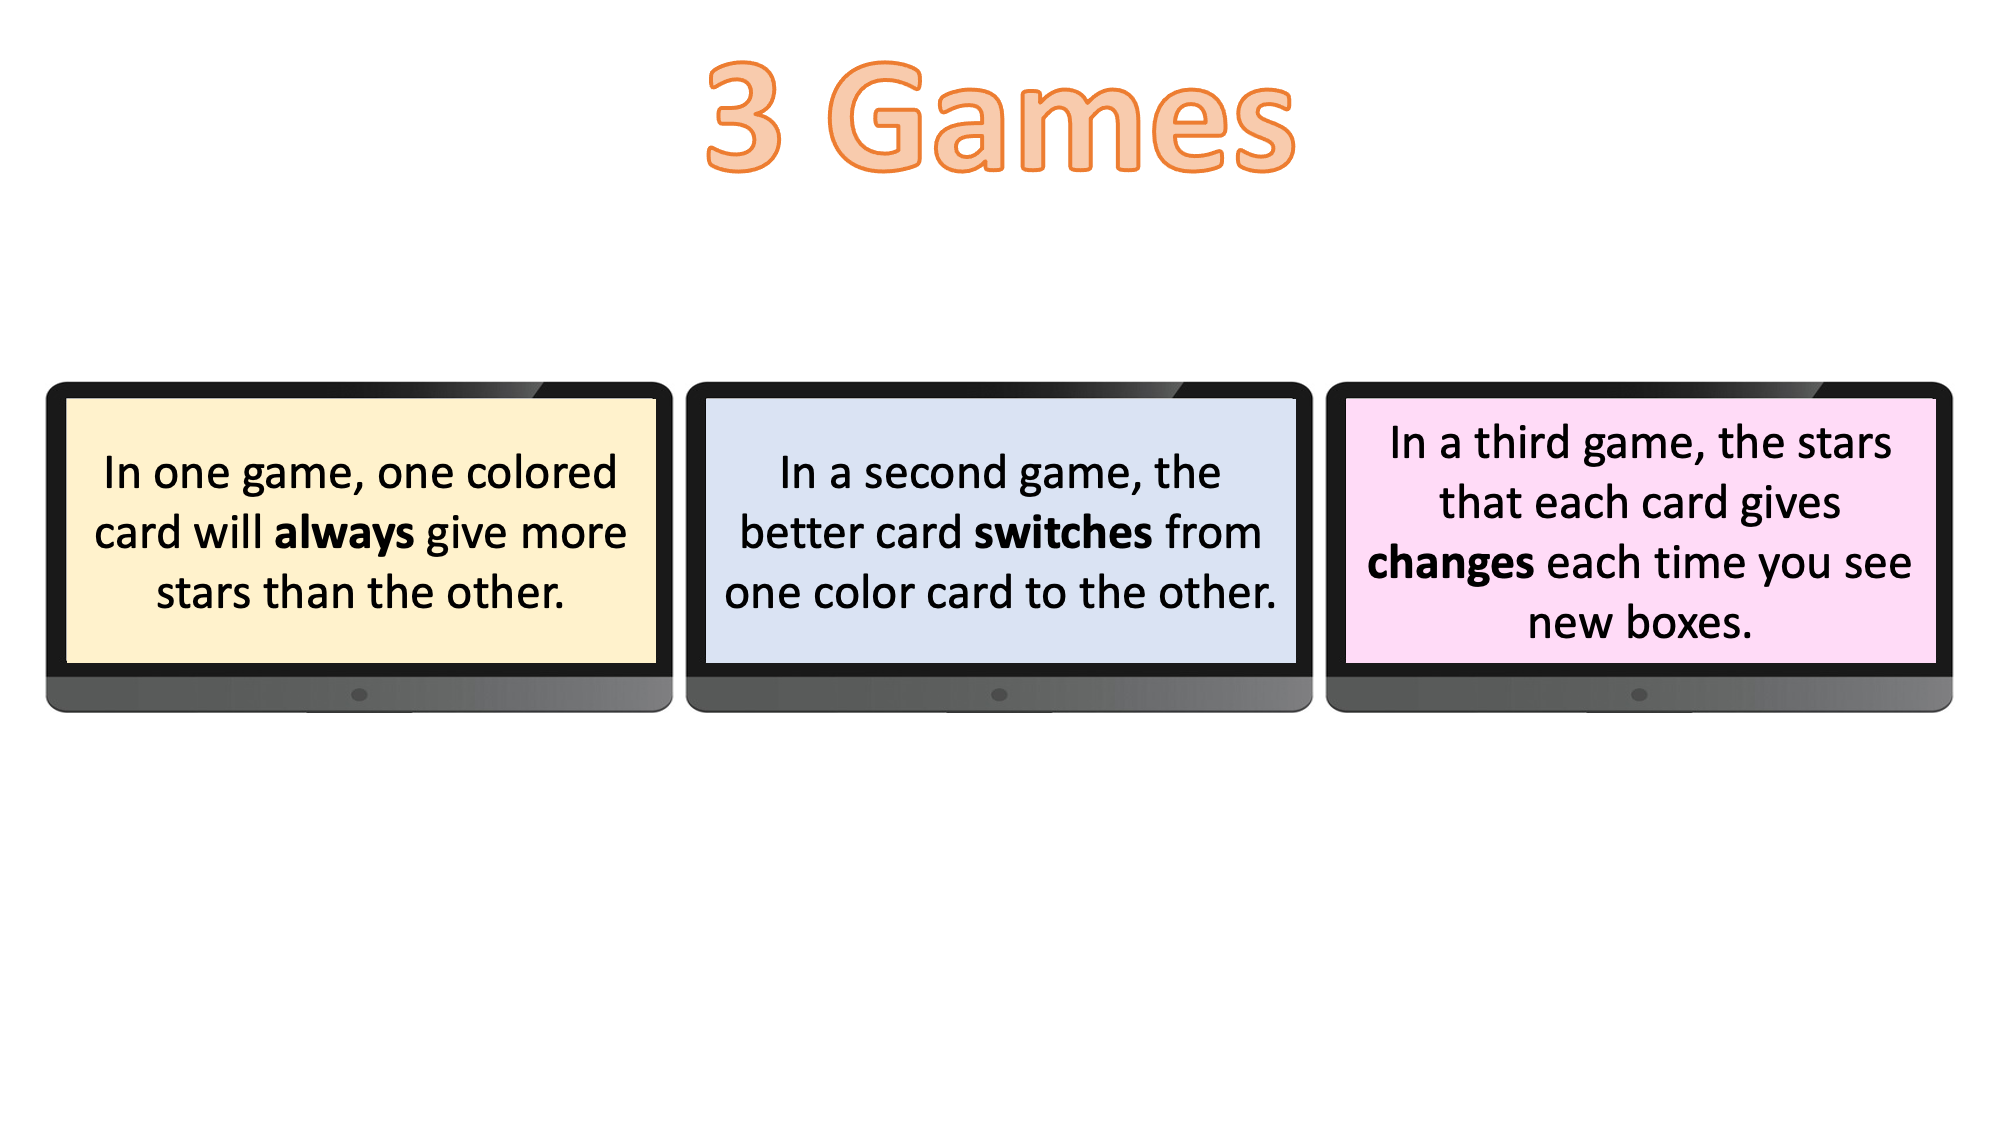 3 Games
In one game, one colored
card will always give more
stars than the other.
In a second game, the
better card switches from
one color card to the other.
In a third game, the stars
that each card gives
changes each time you see
new boxes.